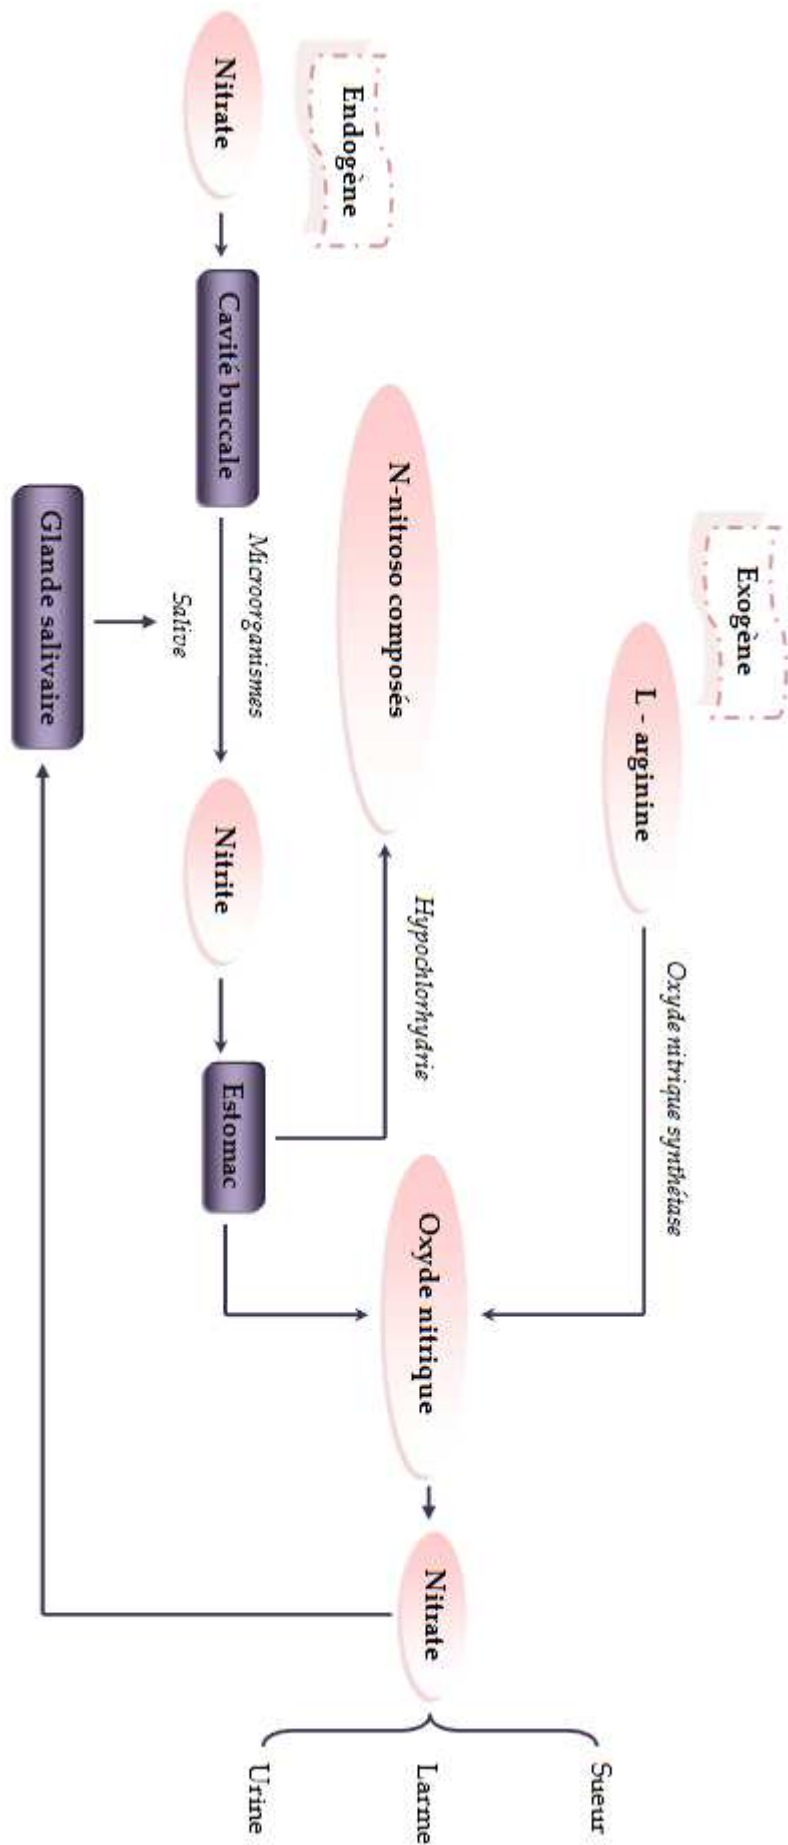 Exogène
L - arginine
Oxyde nitrique synthétase
Sueur
Endogène
N-nitroso composés
Hypochlorhydrie
Oxyde nitrique
Nitrate
Larme
Nitrate
Cavité buccale
Microorganismes
Nitrite
Estomac
Urine
Salive
Glande salivaire